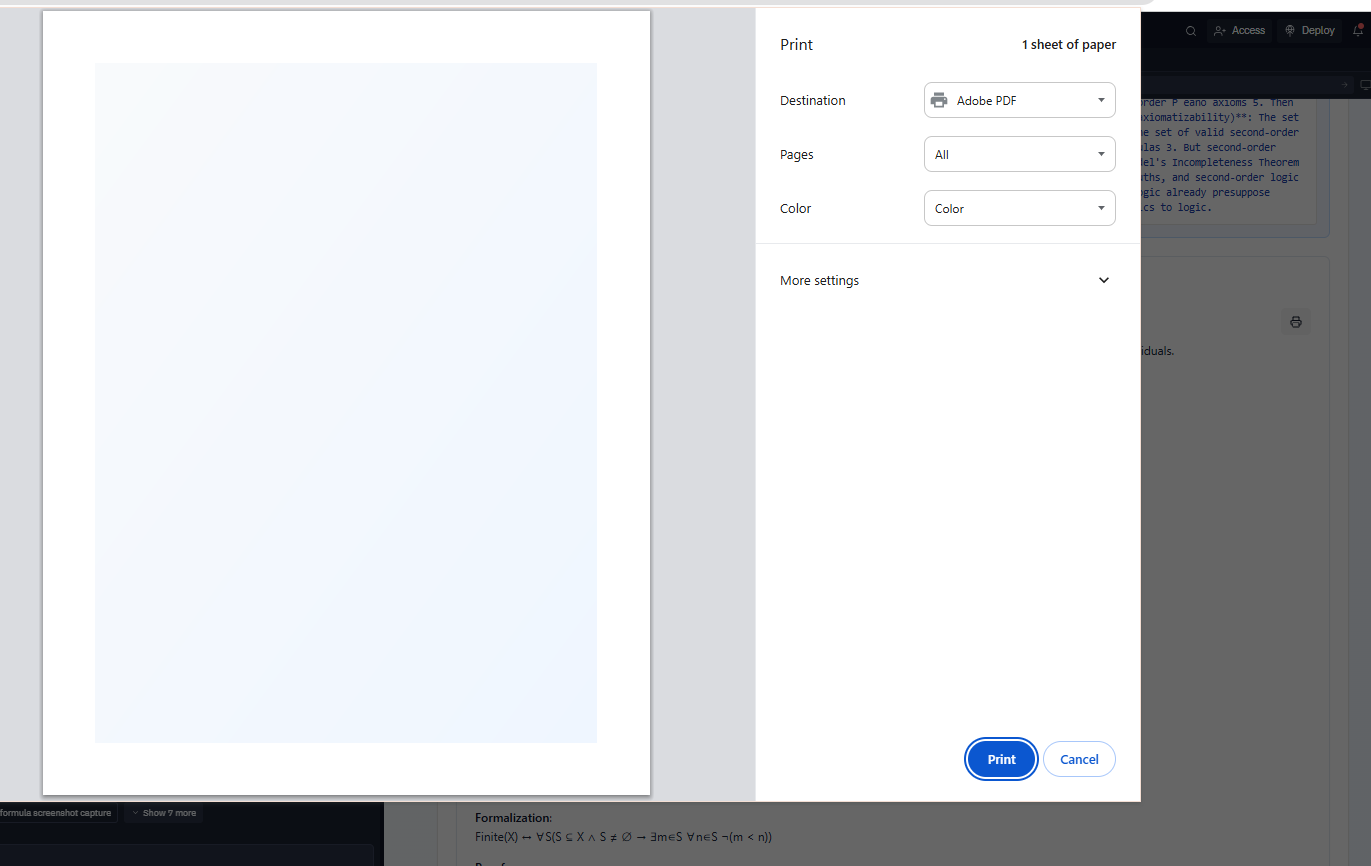 Print
1 sheet of paper
Destination
Adobe PDF
Pages
All
Color
Color
More settings
Print
Cancel
Access
Deploy
order P eano axioms 5. Then
xiomatizability)**: The set
e set of valid second-order
las 3. But second-order
el's Incompleteness Theorem
ths, and second-order logic
gic already presuppose
cs to logic.
iduals.
formula screenshot capture
Show 7 more
Formalization:
Finite(X) ↔ ∀S(S ⊆ X ∧ S ≠ ∅ → ∃m∈S ∀n∈S ¬(m < n))